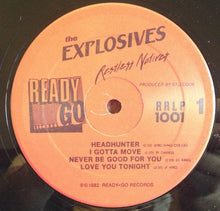 the
EXPLOSIVES
Restless Natives
PRODUCED BY
READY
GO
RECORDS
RRLP
1001
1
HEADHUNTER
I GOTTA MOVE
NEVER BE GOOD FOR YOU
LOVE YOU TONIGHT
℗©1982 READY-GO RECORDS